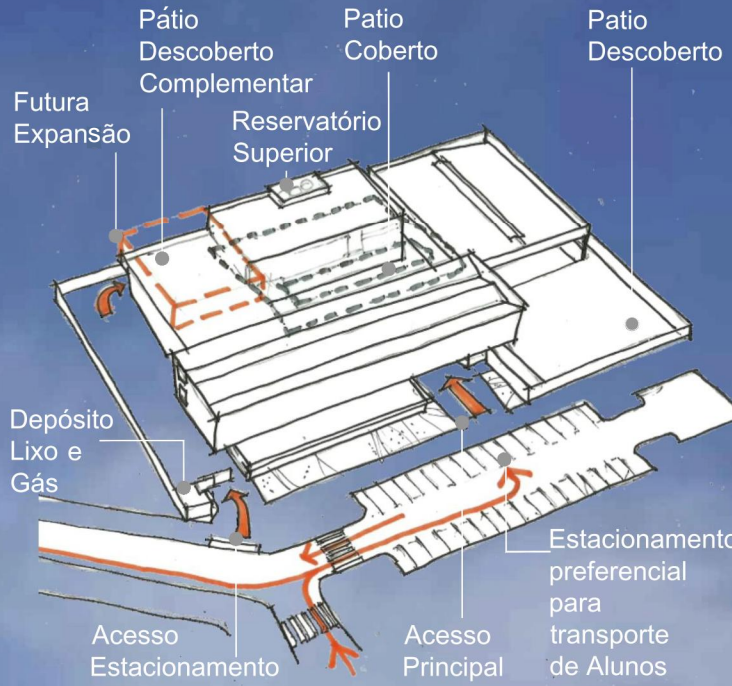 Pátio
Descoberto
Complementar
Patio
Coberto
Patio
Descoberto
Futura
Expansão
Reservatório
Superior
Depósito
Lixo e
Gás
Acesso
Estacionamento
Acesso
Principal
Estacionamento
preferencial
para
transporte
de Alunos